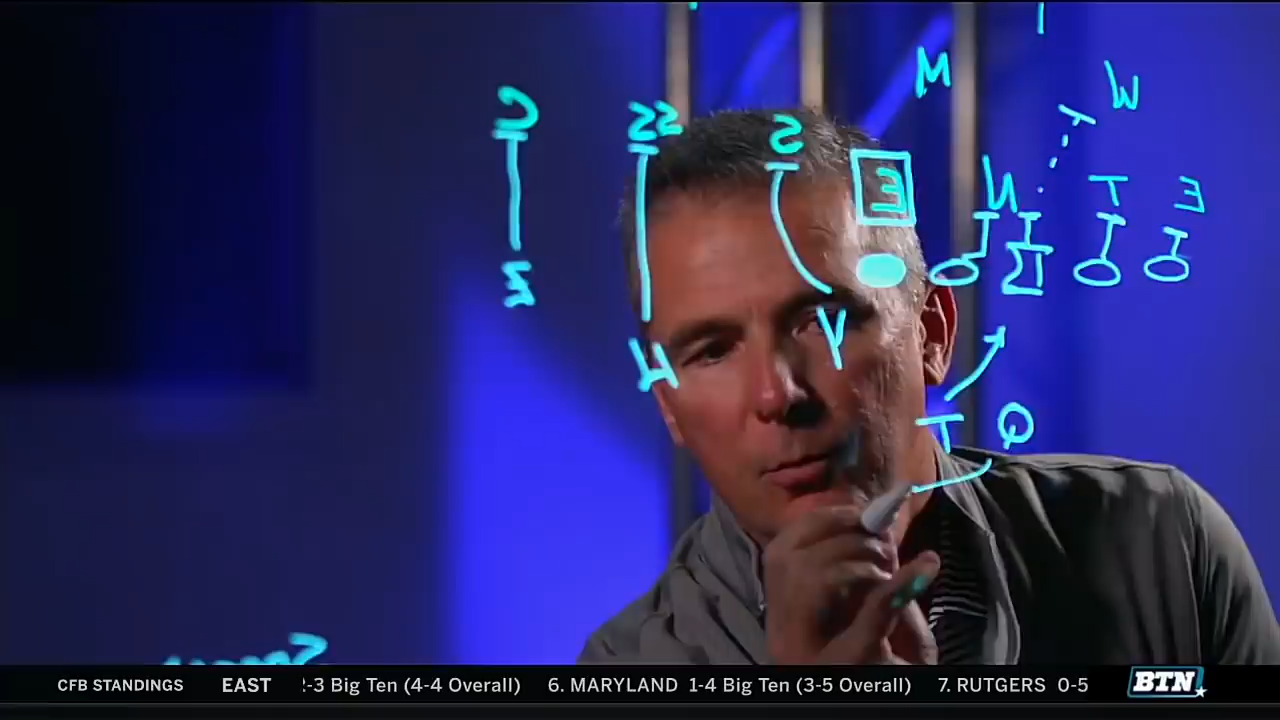 M
W
C
SS
S
E
N
T
E
Z
H
Y
T
Q
CFB STANDINGS EAST -3 Big Ten (4-4 Overall) 6. MARYLAND 1-4 Big Ten (3-5 Overall) 7. RUTGERS 0-5 BTN